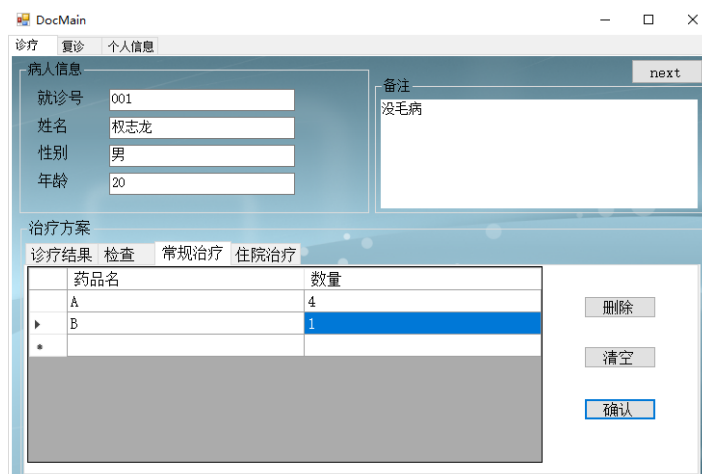 DocMain
诊疗 复诊 个人信息
病人信息
next
就诊号 001
姓名 权志龙
性别 男
年龄 20
备注
没毛病
治疗方案
诊疗结果 检查 常规治疗 住院治疗
药品名 数量
A 4
B 1
删除
清空
确认